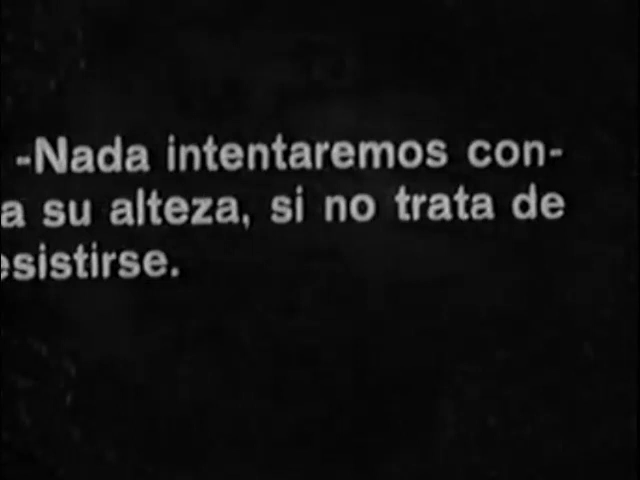 -Nada intentaremos con-
a su alteza, si no trata de
esistirse.